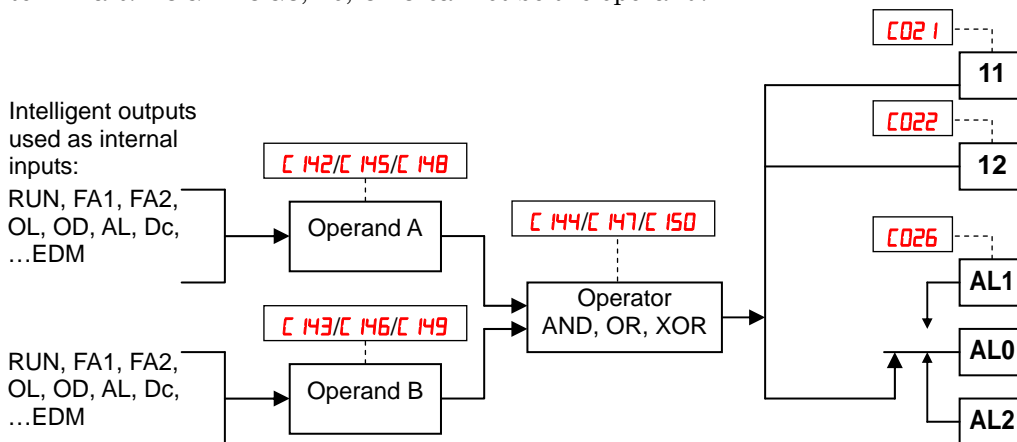 C021
11
Intelligent outputs
used as internal
inputs:
C022
12
C142/C145/C148
RUN, FA1, FA2,
OL, OD, AL, Dc,
…EDM
Operand A
C144/C147/C150
C026
AL1
Operator
AND, OR, XOR
C143/C146/C149
AL0
RUN, FA1, FA2,
OL, OD, AL, Dc,
…EDM
Operand B
AL2